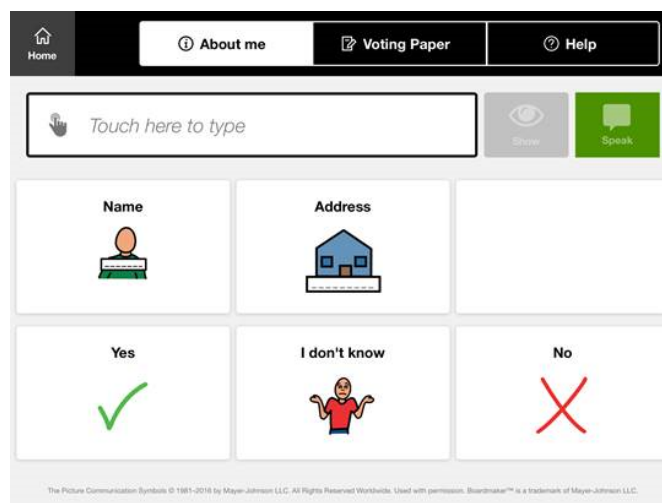 Home
About me
Voting Paper
Help
Touch here to type
Show
Speak
Name
Address
Yes
I don't know
No
The Picture Communication Symbols © 1981–2016 by Mayer-Johnson LLC. All Rights Reserved Worldwide. Used with permission. Boardmaker™ is a trademark of Mayer-Johnson LLC.